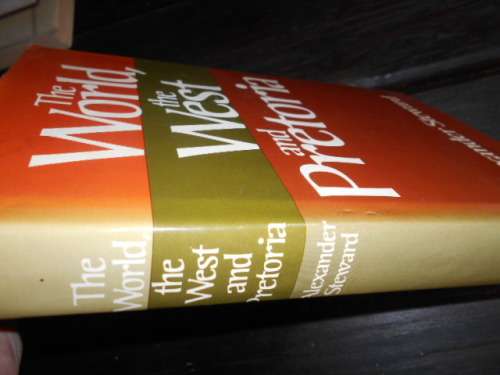 The
World,
the
West
and
Pretoria
The
World,
the
West
and
Pretoria
Alexander
Steward